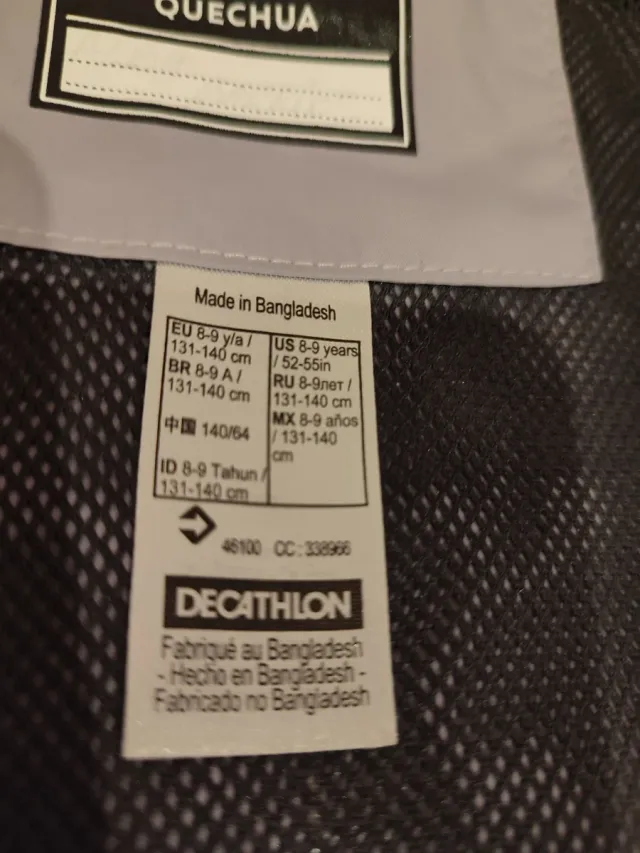 QUECHUA
Made in Bangladesh
EU 8-9 y/a /
131-140 cm
BR 8-9 A /
131-140 cm
中国 140/64
ID 8-9 Tahun /
131-140 cm
US 8-9 years
/ 52-55in
RU 8-9лет /
131-140 cm
MX 8-9 años
/ 131-140
cm
46100 CC:338966
DECATHLON
Fabriqué au Bangladesh
- Hecho en Bangladesh -
Fabricado no Bangladesh